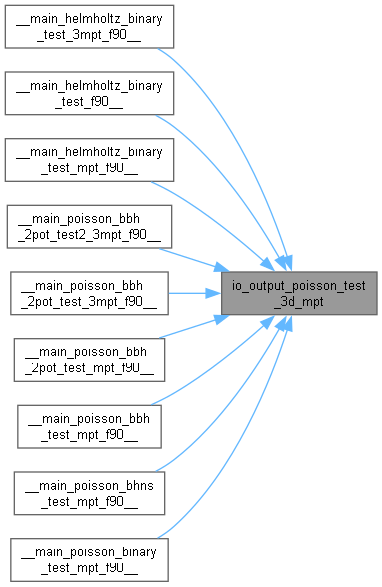 __main_helmholtz_binary
_test_3mpt_f90__
__main_helmholtz_binary
_test_f90__
__main_helmholtz_binary
_test_mpt_f90__
__main_poisson_bbh
_2pot_test2_3mpt_f90__
__main_poisson_bbh
_2pot_test_3mpt_f90__
__main_poisson_bbh
_2pot_test_mpt_f90__
__main_poisson_bbh
_test_mpt_f90__
__main_poisson_bhns
_test_mpt_f90__
__main_poisson_binary
_test_mpt_f90__
io_output_poisson_test
_3d_mpt